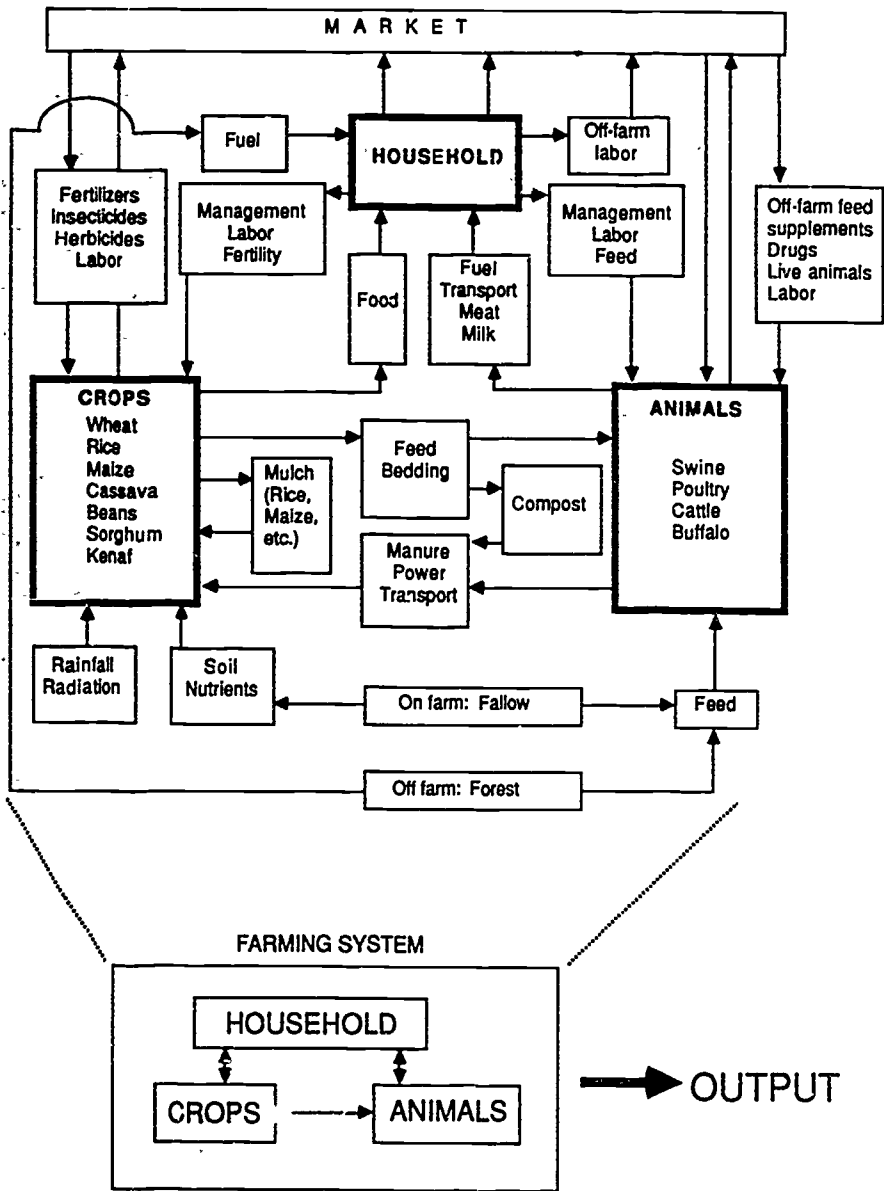 MARKET
Fuel
HOUSEHOLD
Off-farm
labor
Fertilizers
Insecticides
Herbicides
Labor
Management
Labor
Fertility
Food
Fuel
Transport
Meat
Milk
Management
Labor
Feed
Off-farm feed
supplements
Drugs
Live animals
Labor
CROPS
Wheat
Rice
Maize
Cassava
Beans
Sorghum
Kenaf
Mulch
(Rice,
Maize,
etc.)
Feed
Bedding
Compost
Manure
Power
Transport
ANIMALS
Swine
Poultry
Cattle
Buffalo
Rainfall
Radiation
Soil
Nutrients
On farm: Fallow
Feed
Off farm: Forest
FARMING SYSTEM
HOUSEHOLD
CROPS
ANIMALS
OUTPUT